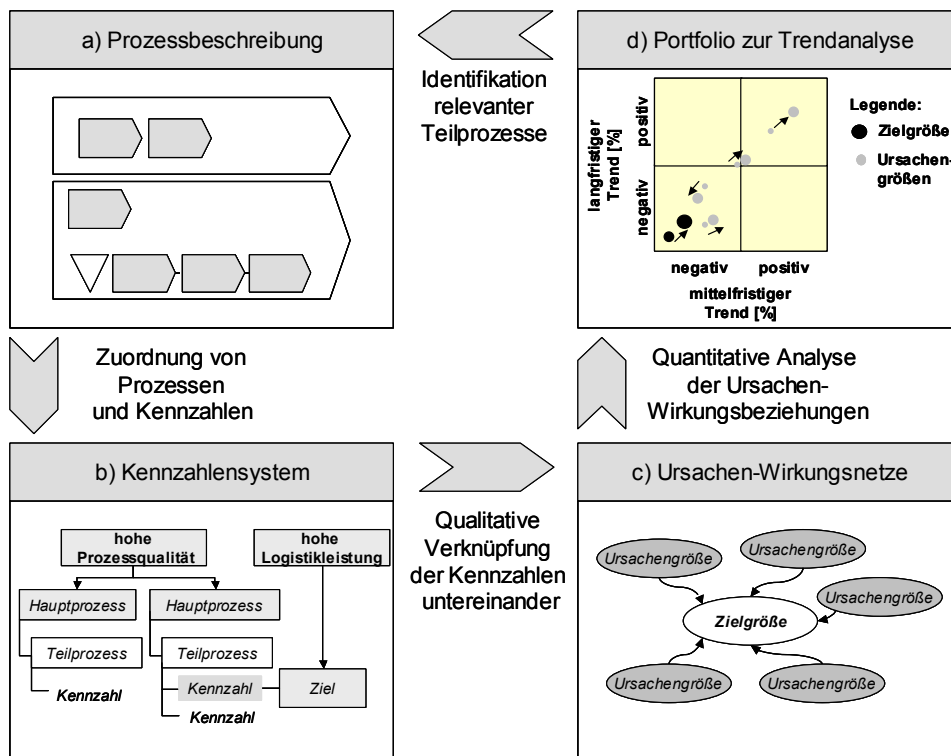 a) Prozessbeschreibung
Identifikation
relevanter
Teilprozesse
d) Portfolio zur Trendanalyse
langfristiger
Trend [%]
positiv
negativ
negativ
positiv
mittelfristiger
Trend [%]
Legende:
Zielgröße
Ursachen-
größen
Zuordnung von
Prozessen
und Kennzahlen
Quantitative Analyse
der Ursachen-
Wirkungsbeziehungen
b) Kennzahlensystem
hohe
Prozessqualität
hohe
Logistikleistung
Hauptprozess
Hauptprozess
Teilprozess
Teilprozess
Kennzahl
Kennzahl
Ziel
Kennzahl
Qualitative
Verknüpfung
der Kennzahlen
untereinander
c) Ursachen-Wirkungsnetze
Ursachengröße
Ursachengröße
Ursachengröße
Zielgröße
Ursachengröße
Ursachengröße